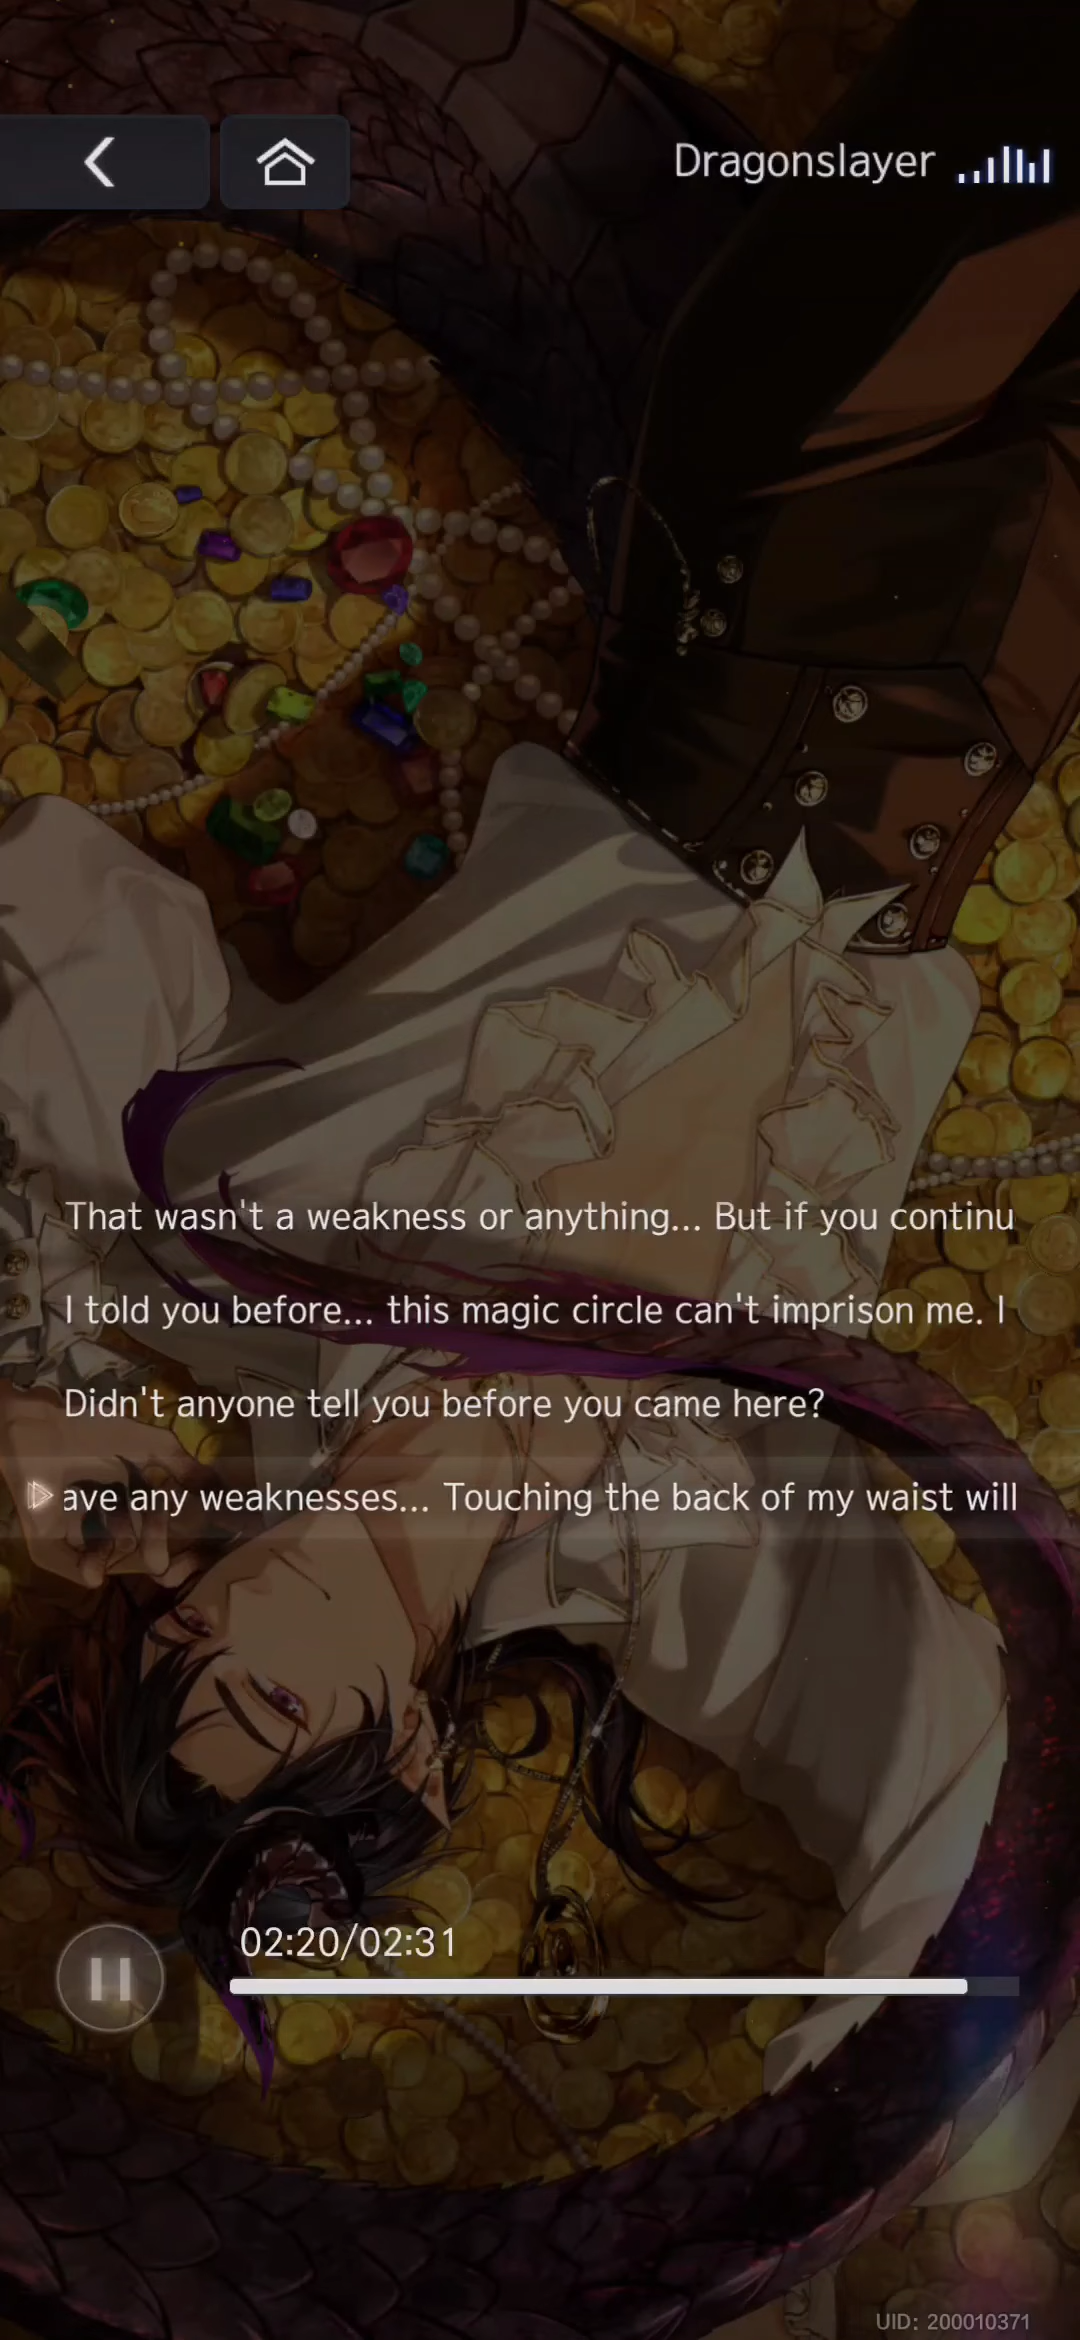 Dragonslayer
That wasn't a weakness or anything... But if you continu
I told you before... this magic circle can't imprison me. I
Didn't anyone tell you before you came here?
ave any weaknesses... Touching the back of my waist will
02:20/02:31
UID: 200010371